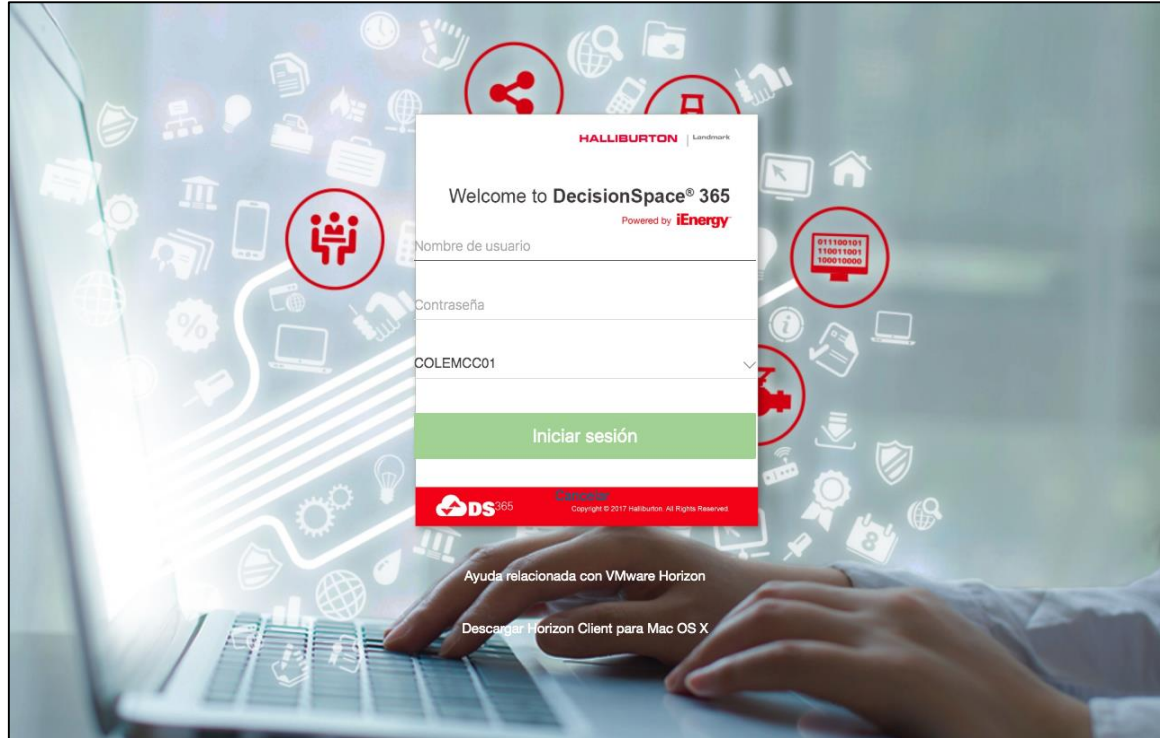 HALLIBURTON | Landmark
Welcome to DecisionSpace® 365
Powered by iEnergy
Nombre de usuario
011100101
110011001
100010000
Contraseña
COLEMCC01
Iniciar sesión
Cancelar
DS365
Copyright © 2017 Halliburton. All Rights Reserved.
Ayuda relacionada con VMware Horizon
Descargar Horizon Client para Mac OS X